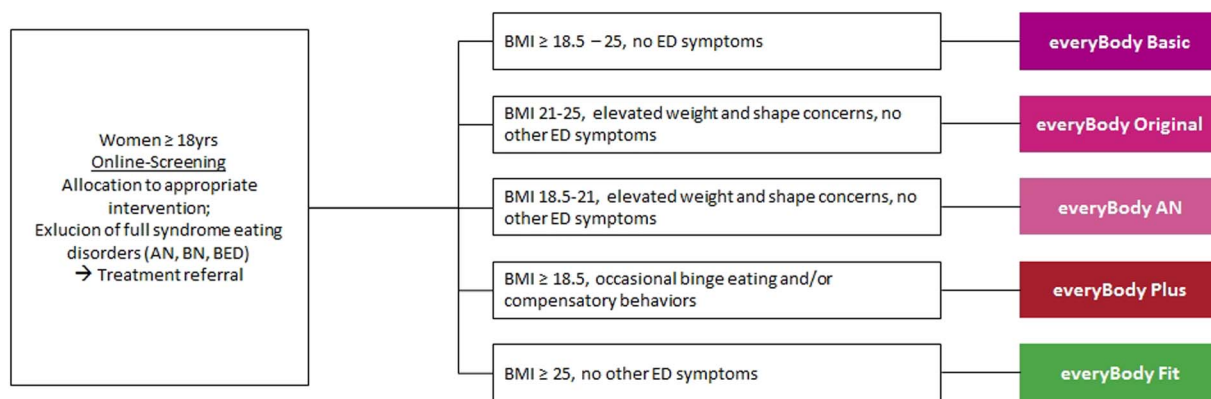 Women ≥ 18yrs
Online-Screening
Allocation to appropriate
intervention;
Exlucion of full syndrome eating
disorders (AN, BN, BED)
→ Treatment referral
BMI ≥ 18.5 – 25, no ED symptoms
everyBody Basic
BMI 21-25, elevated weight and shape concerns, no
other ED symptoms
everyBody Original
BMI 18.5-21, elevated weight and shape concerns, no
other ED symptoms
everyBody AN
BMI ≥ 18.5, occasional binge eating and/or
compensatory behaviors
everyBody Plus
BMI ≥ 25, no other ED symptoms
everyBody Fit